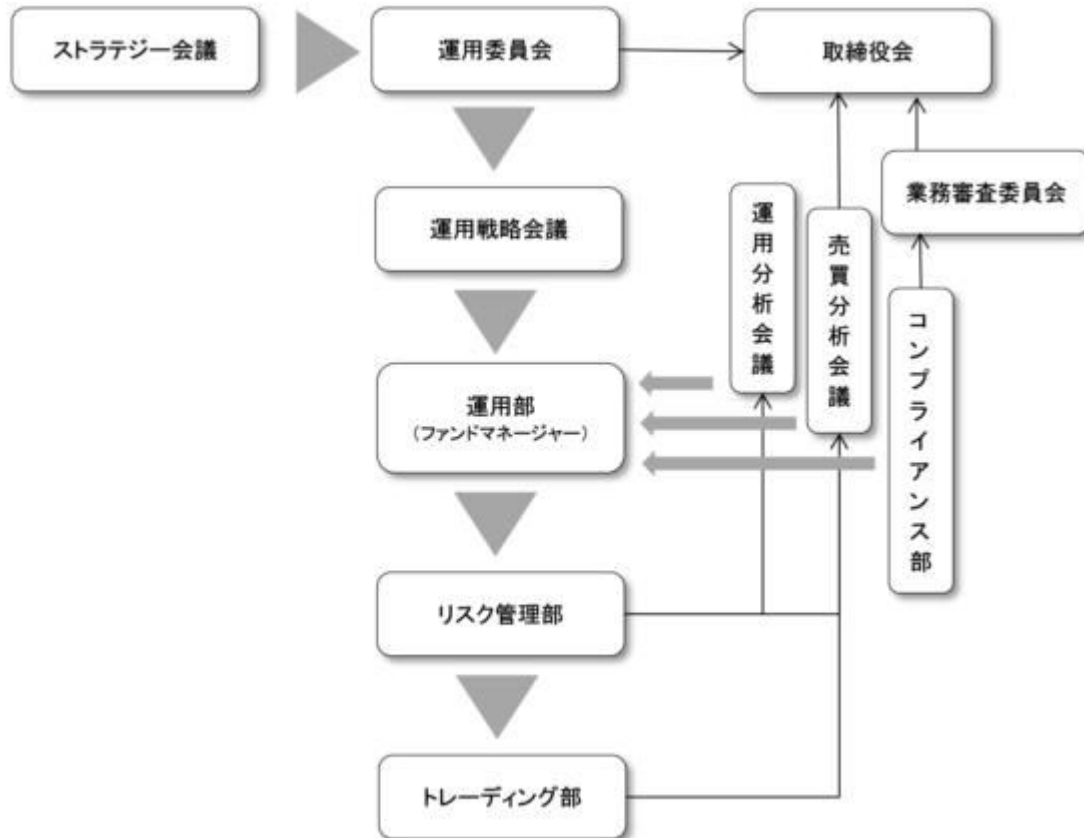 ストラテジー会議
運用委員会
取締役会
業務審査委員会
運用戦略会議
運用分析会議
売買分析会議
コンプライアンス部
運用部
(ファンドマネージャー)
リスク管理部
トレーディング部